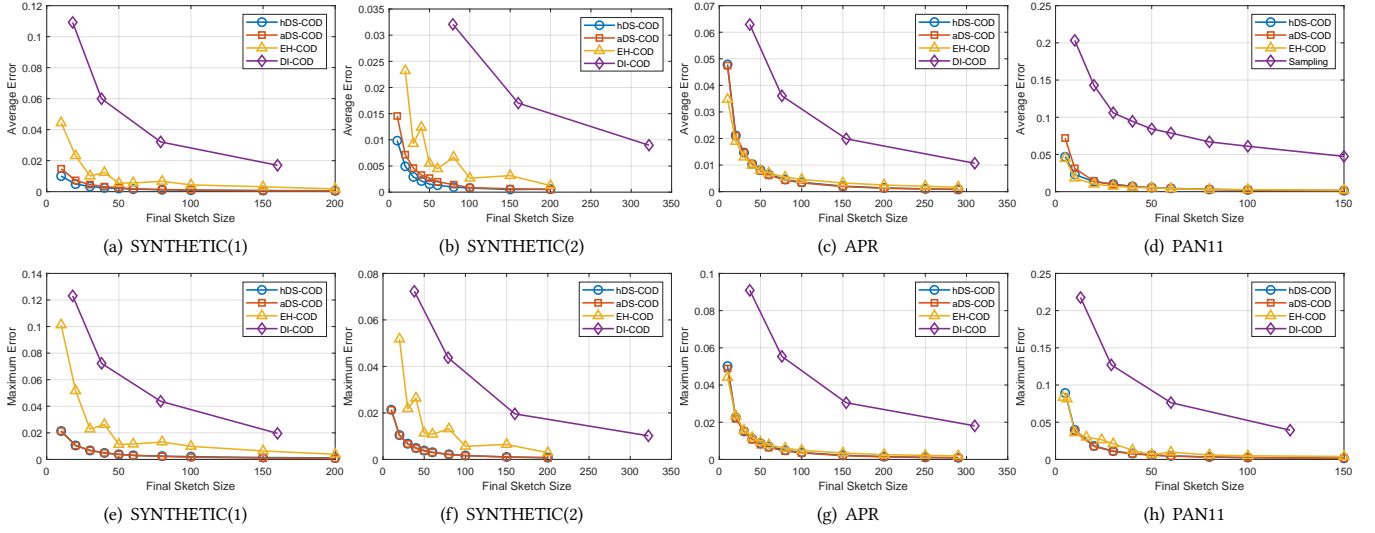 0.12
0.1
0.08
0.06
0.04
0.02
0
0 50 100 150 200
Average Error
Final Sketch Size
hDS-COD
aDS-COD
EH-COD
DI-COD
(a) SYNTHETIC(1)
0.035
0.03
0.025
0.02
0.015
0.01
0.005
0
0 50 100 150 200 250 300 350
Average Error
Final Sketch Size
hDS-COD
aDS-COD
EH-COD
DI-COD
(b) SYNTHETIC(2)
0.07
0.06
0.05
0.04
0.03
0.02
0.01
0
0 50 100 150 200 250 300 350
Average Error
Final Sketch Size
hDS-COD
aDS-COD
EH-COD
DI-COD
(c) APR
0.25
0.2
0.15
0.1
0.05
0
0 50 100 150
Average Error
Final Sketch Size
hDS-COD
aDS-COD
EH-COD
Sampling
(d) PAN11
0.14
0.12
0.1
0.08
0.06
0.04
0.02
0
0 50 100 150 200
Maximum Error
Final Sketch Size
hDS-COD
aDS-COD
EH-COD
DI-COD
(e) SYNTHETIC(1)
0.08
0.06
0.04
0.02
0
0 50 100 150 200 250 300 350
Maximum Error
Final Sketch Size
hDS-COD
aDS-COD
EH-COD
DI-COD
(f) SYNTHETIC(2)
0.1
0.08
0.06
0.04
0.02
0
0 50 100 150 200 250 300 350
Maximum Error
Final Sketch Size
hDS-COD
aDS-COD
EH-COD
DI-COD
(g) APR
0.25
0.20
0.15
0.1
0.05
0
0 50 100 150
Maximum Error
Final Sketch Size
hDS-COD
aDS-COD
EH-COD
DI-COD
(h) PAN11